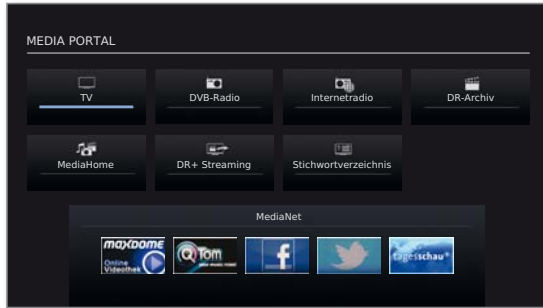 MEDIA PORTAL
TV
DVB-Radio
Internetradio
DR-Archiv
MediaHome
DR+ Streaming
Stichwortverzeichnis
MediaNet
maxdome
Online
Videothek
QTom
f
tagesschau